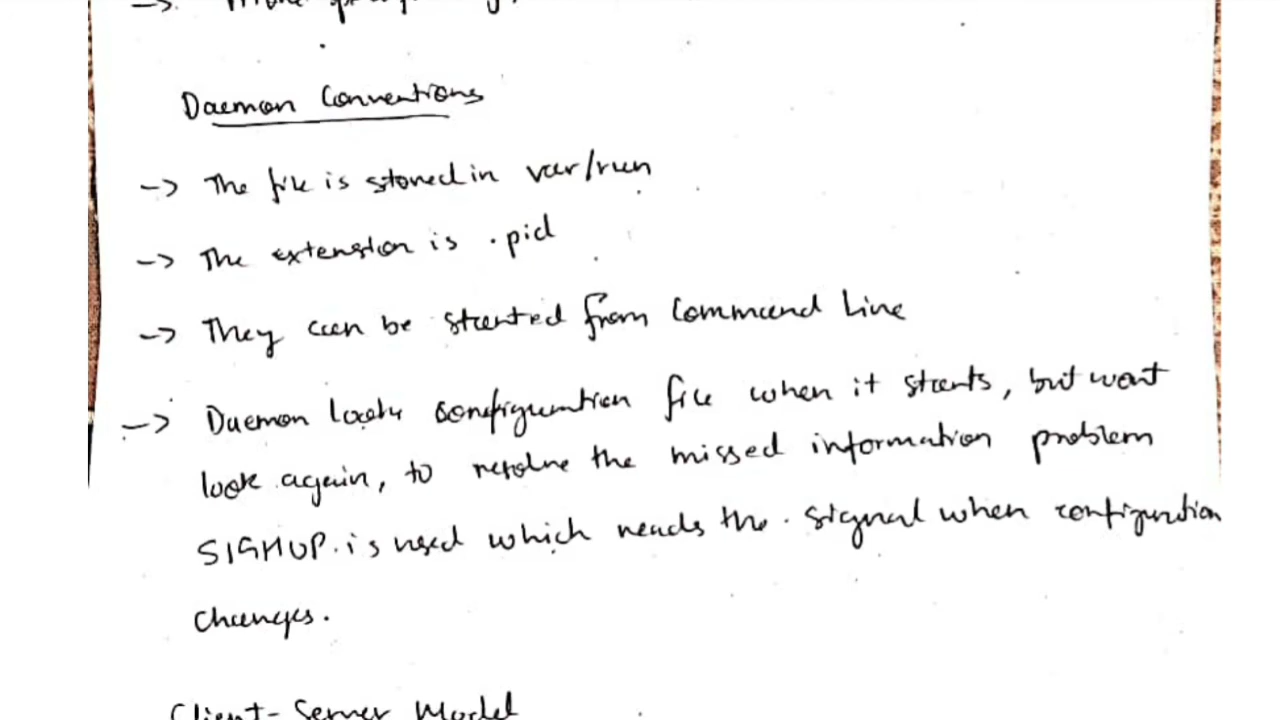 Daemon Conventions
-> The file is stored in var/run
-> The extension is .pid
-> They can be started from Command Line
-> Daemon looks configuration file when it starts, but wont
look again, to resolve the missed information problem
SIGHUP is used which reads the signal when configuration
changes.
Client-Server Model